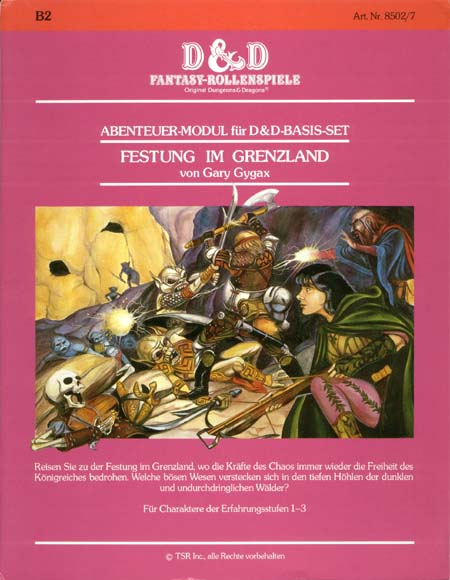 B2
Art. Nr. 8502/7
D&D
FANTASY-ROLLENSPIELE
Original Dungeons & Dragons®
ABENTEUER-MODUL für D&D-BASIS-SET
FESTUNG IM GRENZLAND
von Gary Gygax
Reisen Sie zu der Festung im Grenzland, wo die Kräfte des Chaos immer wieder die Freiheit des
Königreiches bedrohen. Welche bösen Wesen verstecken sich in den tiefen Höhlen der dunklen
und undurchdringlichen Wälder?
Für Charaktere der Erfahrungsstufen 1–3
© TSR Inc., alle Rechte vorbehalten